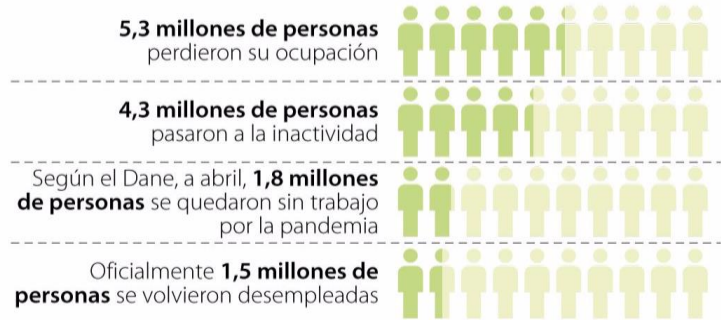 5,3 millones de personas
perdieron su ocupación
4,3 millones de personas
pasaron a la inactividad
Según el Dane, a abril, 1,8 millones
de personas se quedaron sin trabajo
por la pandemia
Oficialmente 1,5 millones de
personas se volvieron desempleadas